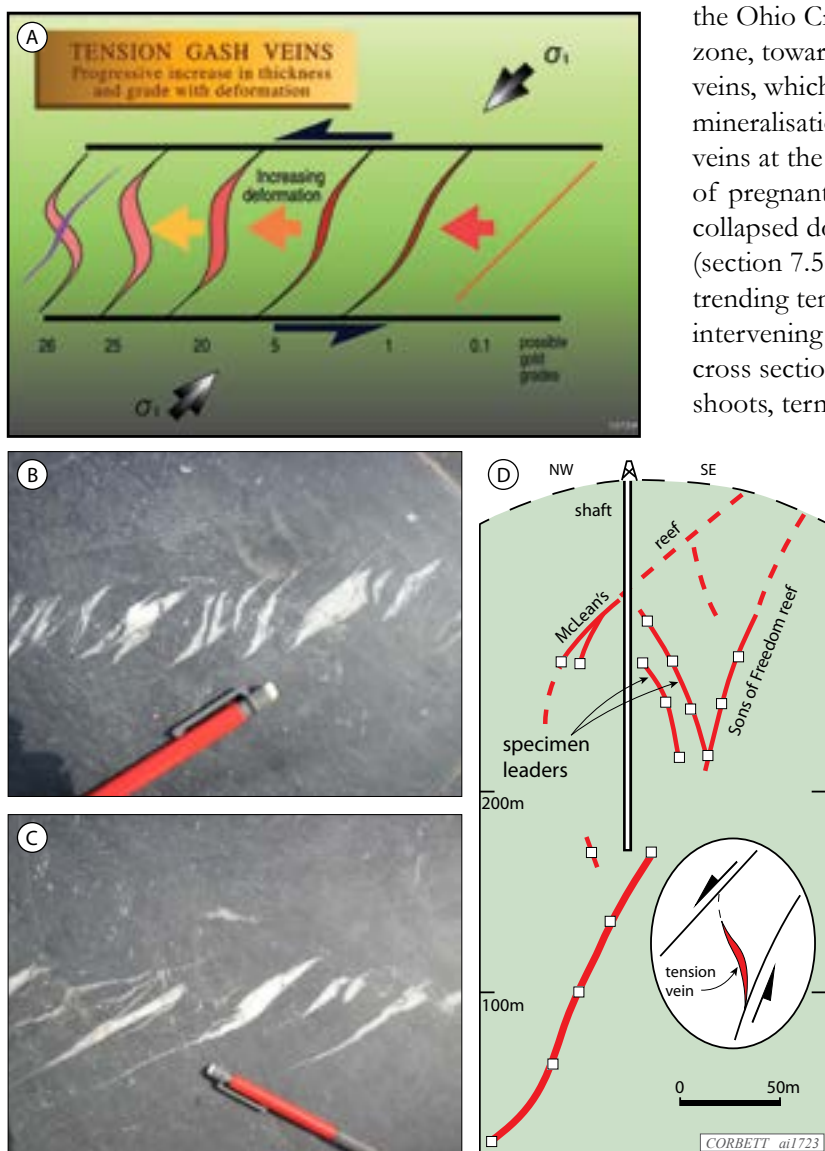 A
TENSION GASH VEINS
Progressive increase in thickness
and grade with deformation
σ1
Increasing
deformation
26 25 20 5 1 0.1 possible
gold
grades
σ1
the Ohio Cr
zone, towar
veins, which
mineralisatio
veins at the
of pregnant
collapsed do
(section 7.5
trending ten
intervening
cross sectio
shoots, tern
B
C
D
NW
SE
shaft
reef
McLean's
Sons of Freedom reef
specimen
leaders
200m
tension
vein
100m
0 50m
CORBETT ai1723